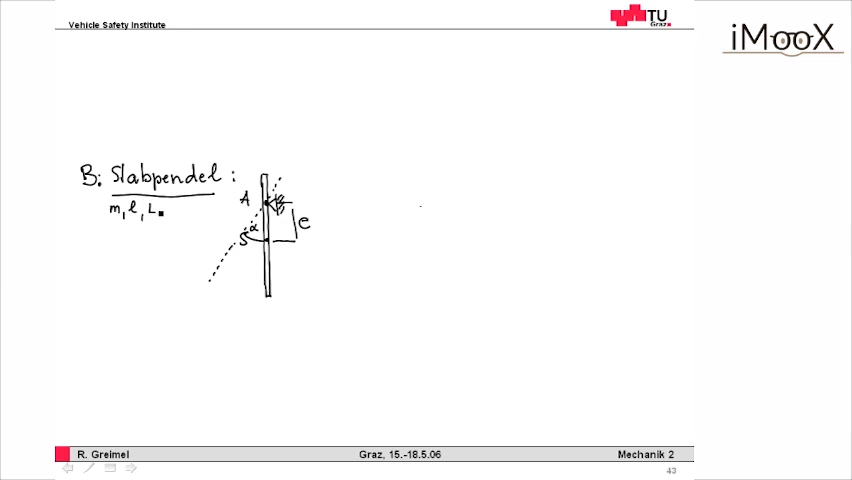 Vehicle Safety Institute
TU
Graz
iMooX
B: Stabpendel:
m, l, L
A
e
α
S
R. Greimel
Graz, 15.-18.5.06
Mechanik 2
43